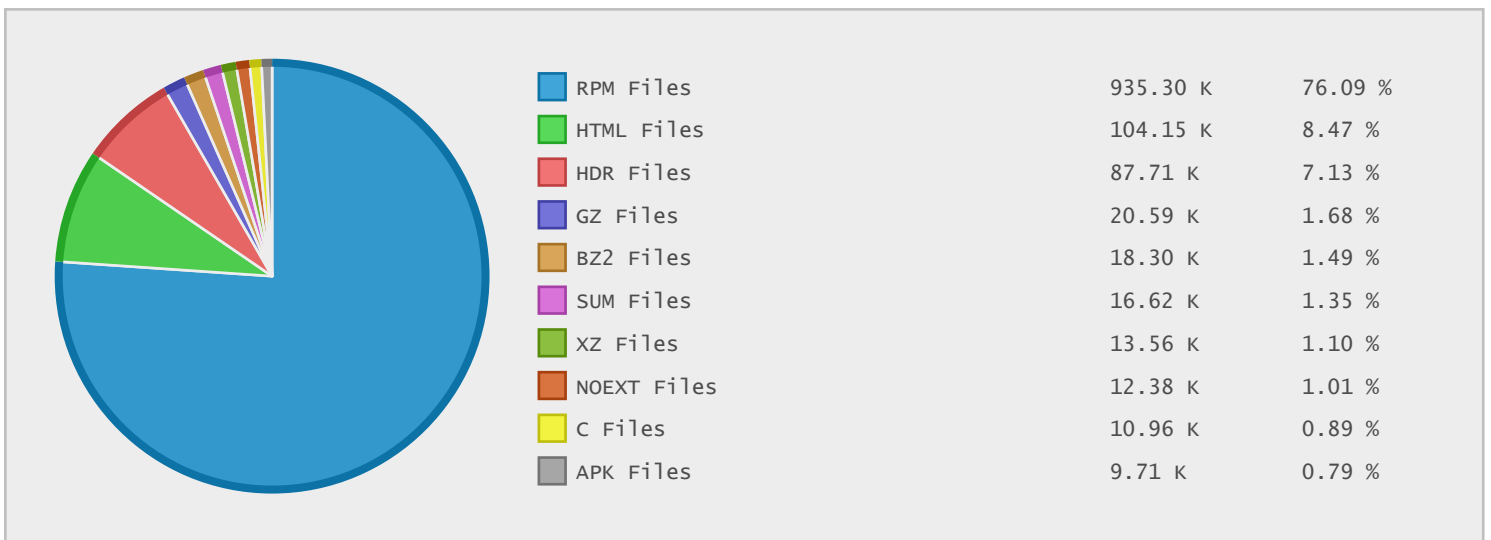 RPM Files 935.30 K 76.09 %
HTML Files 104.15 K 8.47 %
HDR Files 87.71 K 7.13 %
GZ Files 20.59 K 1.68 %
BZ2 Files 18.30 K 1.49 %
SUM Files 16.62 K 1.35 %
XZ Files 13.56 K 1.10 %
NOEXT Files 12.38 K 1.01 %
C Files 10.96 K 0.89 %
APK Files 9.71 K 0.79 %